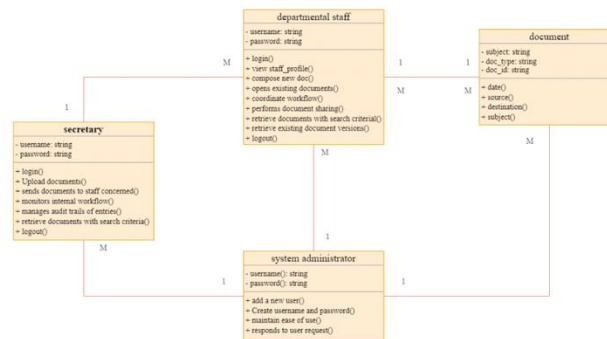 departmental staff
- username: string
- password: string
+ login()
+ view staff_profile()
+ compose new doc()
+ opens existing documents()
+ coordinate workflow()
+ performs document sharing()
+ retrieve documents with search criterial()
+ retrieve existing document versions()
+ logout()
document
- subject: string
- doc_type: string
- doc_id: string
+ date()
+ source()
+ destination()
+ subject()
M
1
1
M
M
1
M
M
secretary
- username: string
- password: string
+ login()
+ Upload documents()
+ sends documents to staff concerned()
+ monitors internal workflow()
+ manages audit trails of entries()
+ retrieve documents with search criteria()
+ logout()
1
M
1
1
system administrator
- username(): string
- password(): string
+ add a new user()
+ Create username and password()
+ maintain ease of use()
+ responds to user request()